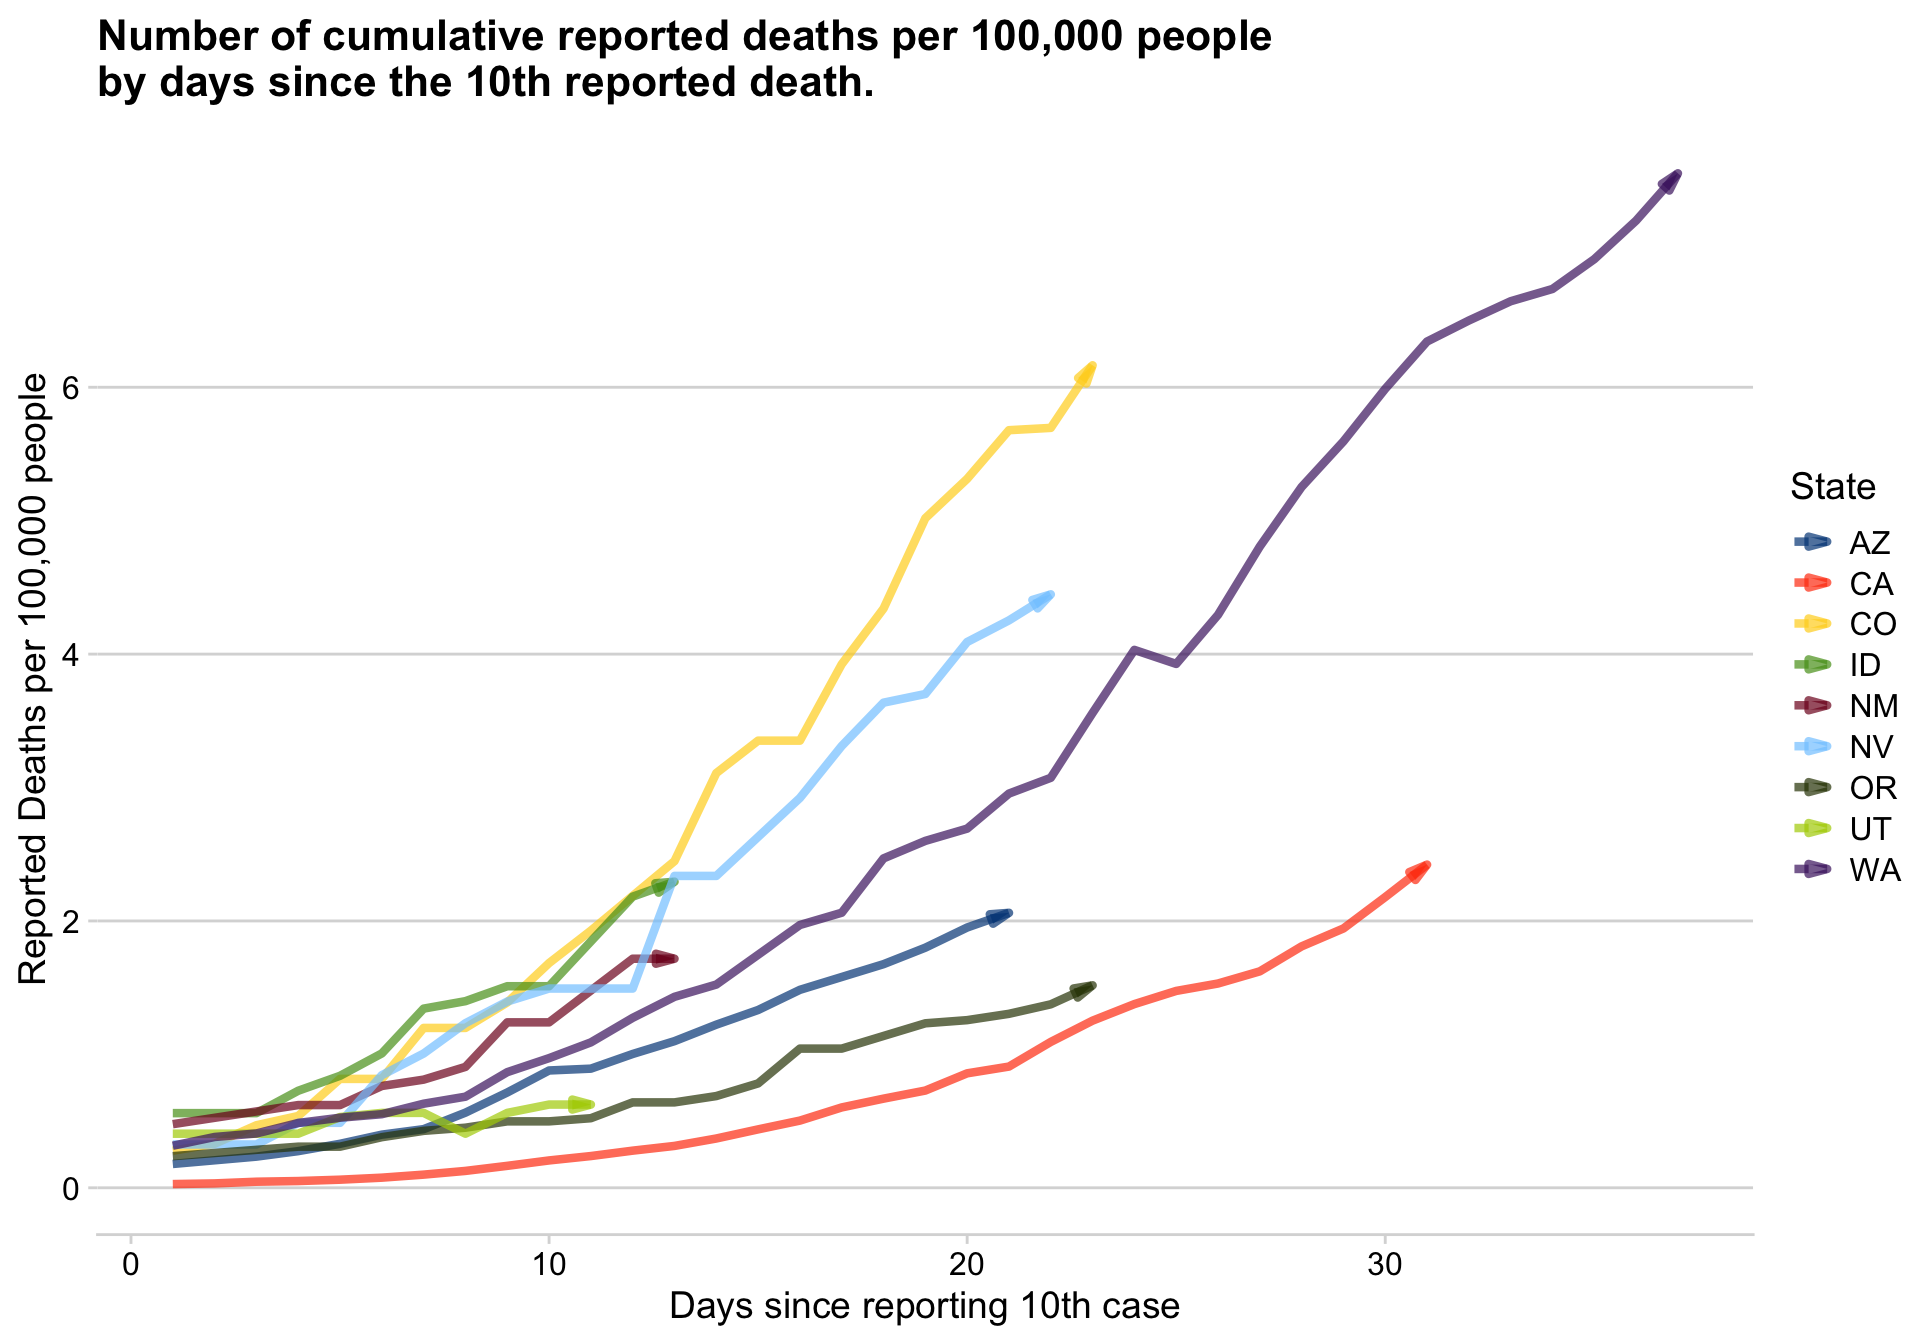 Number of cumulative reported deaths per 100,000 people
by days since the 10th reported death.
Reported Deaths per 100,000 people
6
4
2
0
0
10
20
30
Days since reporting 10th case
State
AZ
CA
CO
ID
NM
NV
OR
UT
WA